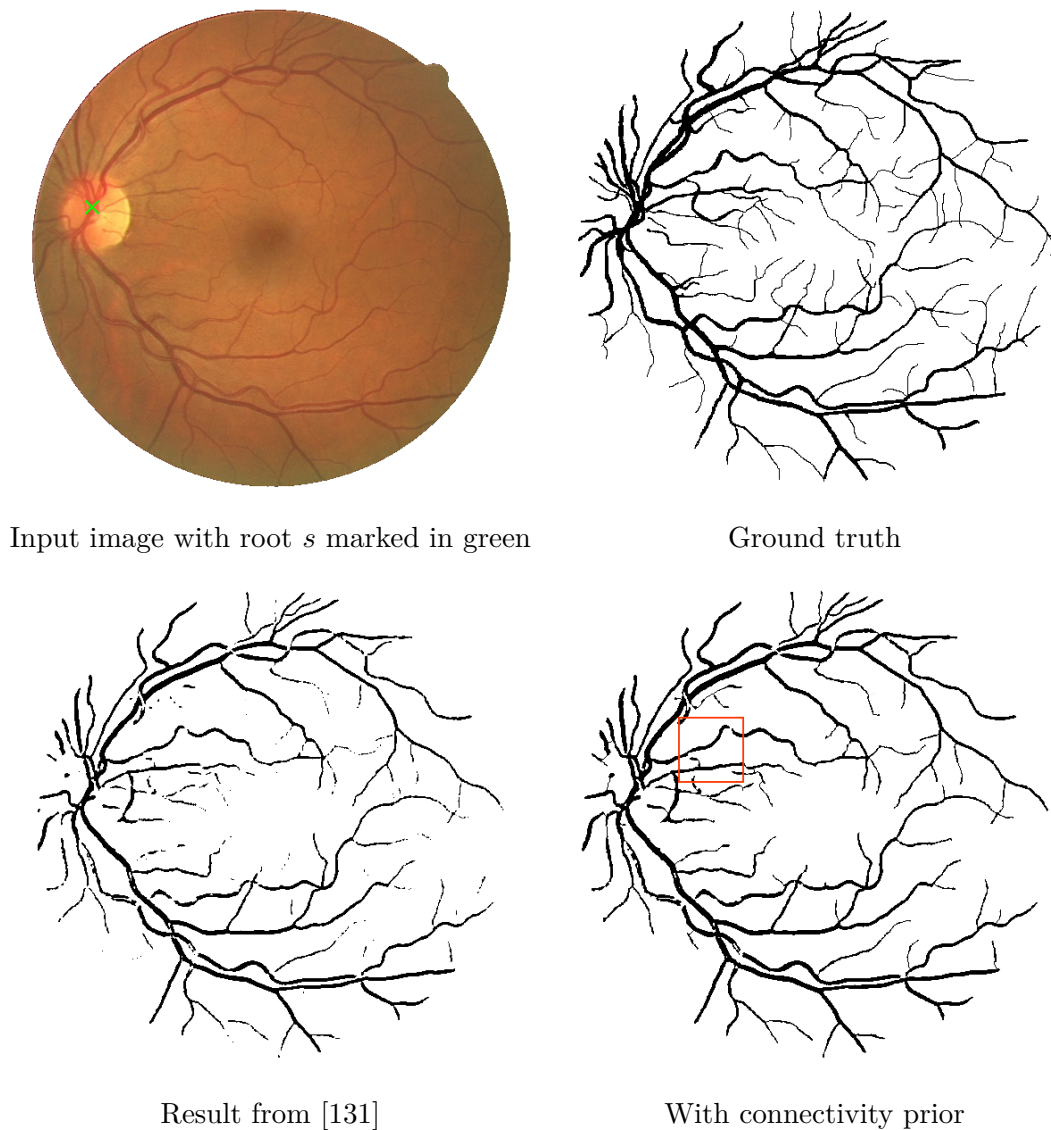 Input image with root s marked in green
Ground truth
Result from [131]
With connectivity prior